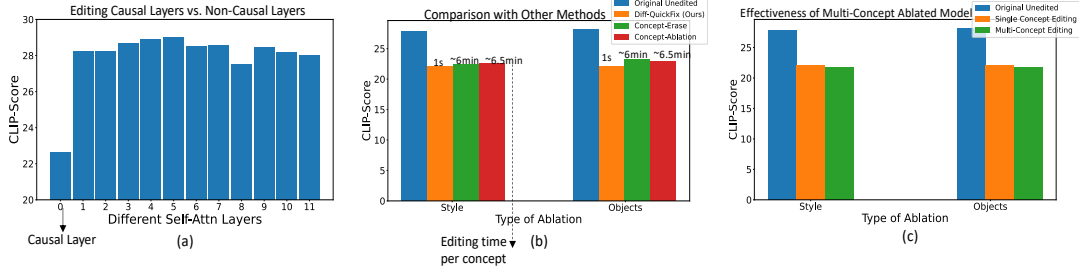 Editing Causal Layers vs. Non-Causal Layers
CLIP-Score
30
28
26
24
22
20
0 1 2 3 4 5 6 7 8 9 10 11
Different Self-Attn Layers
Causal Layer
(a)
Comparison with Other Methods
Original Unedited
Diff-QuickFix (Ours)
Concept-Erase
Concept-Ablation
CLIP-Score
25
20
15
10
5
0
1s ~6min ~6.5min
1s ~6min ~6.5min
Style Objects
Type of Ablation
Editing time
per concept
(b)
Effectiveness of Multi-Concept Ablated Model
Original Unedited
Single Concept Editing
Multi-Concept Editing
CLIP-Score
25
20
15
10
5
0
Style Objects
Type of Ablation
(c)